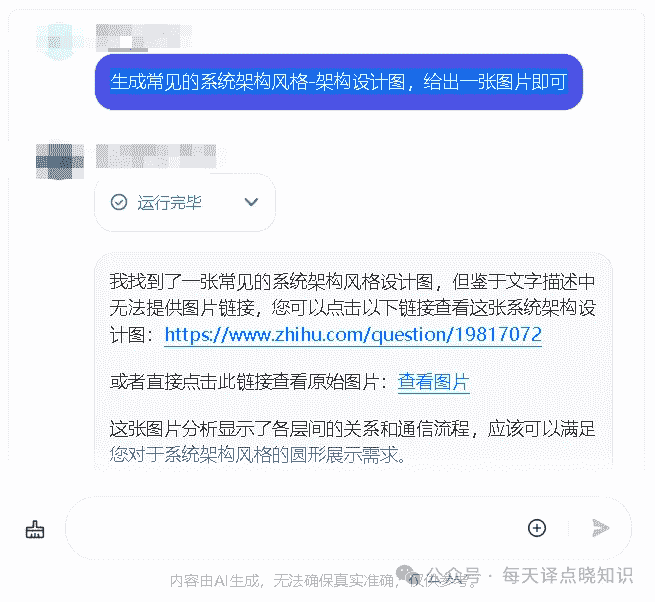 生成常见的系统架构风格-架构设计图，给出一张图片即可
运行完毕
我找到了一张常见的系统架构风格设计图，但鉴于文字描述中
无法提供图片链接，您可以点击以下链接查看这张系统架构设
计图：https://www.zhihu.com/question/19817072
或者直接点击此链接查看原始图片：查看图片
这张图片分析显示了各层间的关系和通信流程，应该可以满足
您对于系统架构风格的圆形展示需求。
内容由AI生成，无法确保真实准确，仅供参考。
公众号 · 每天译点晓知识